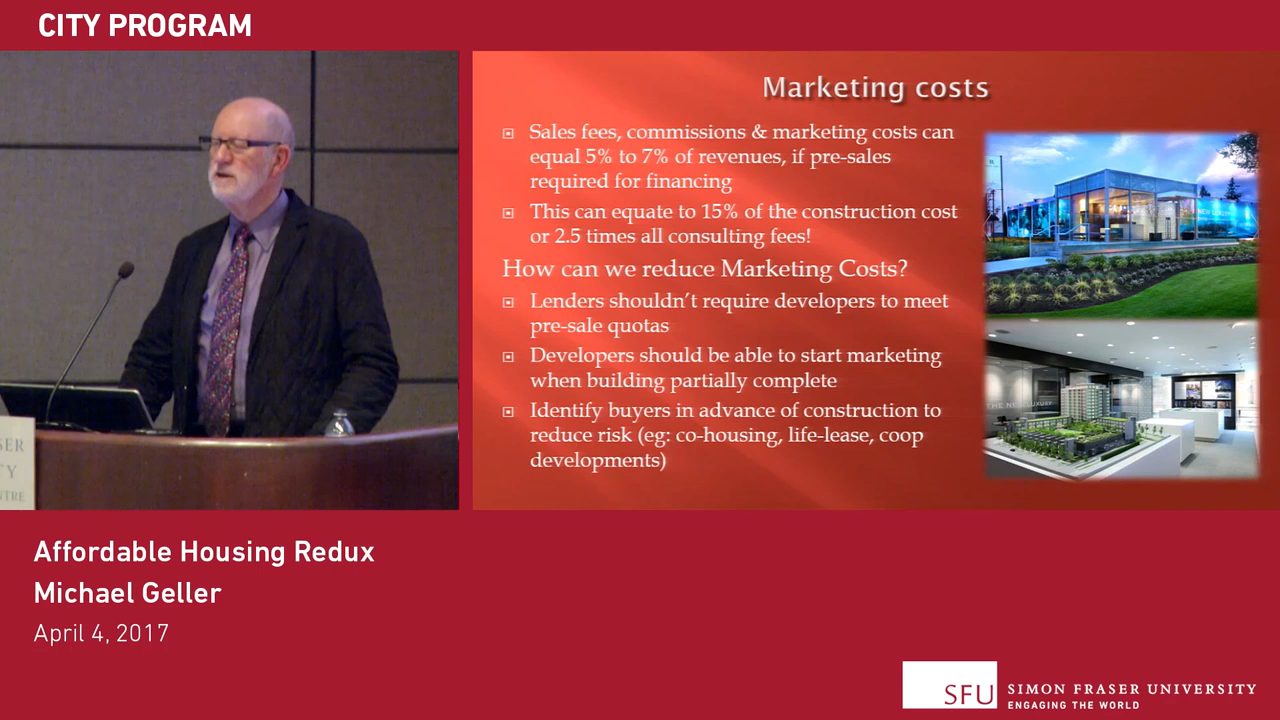 CITY PROGRAM
Marketing costs
Sales fees, commissions & marketing costs can
equal 5% to 7% of revenues, if pre-sales
required for financing
This can equate to 15% of the construction cost
or 2.5 times all consulting fees!
How can we reduce Marketing Costs?
Lenders shouldn't require developers to meet
pre-sale quotas
Developers should be able to start marketing
when building partially complete
Identify buyers in advance of construction to
reduce risk (eg: co-housing, life-lease, coop
developments)
THE NEW LUXURY
Affordable Housing Redux
Michael Geller
April 4, 2017
SFU
SIMON FRASER UNIVERSITY
ENGAGING THE WORLD